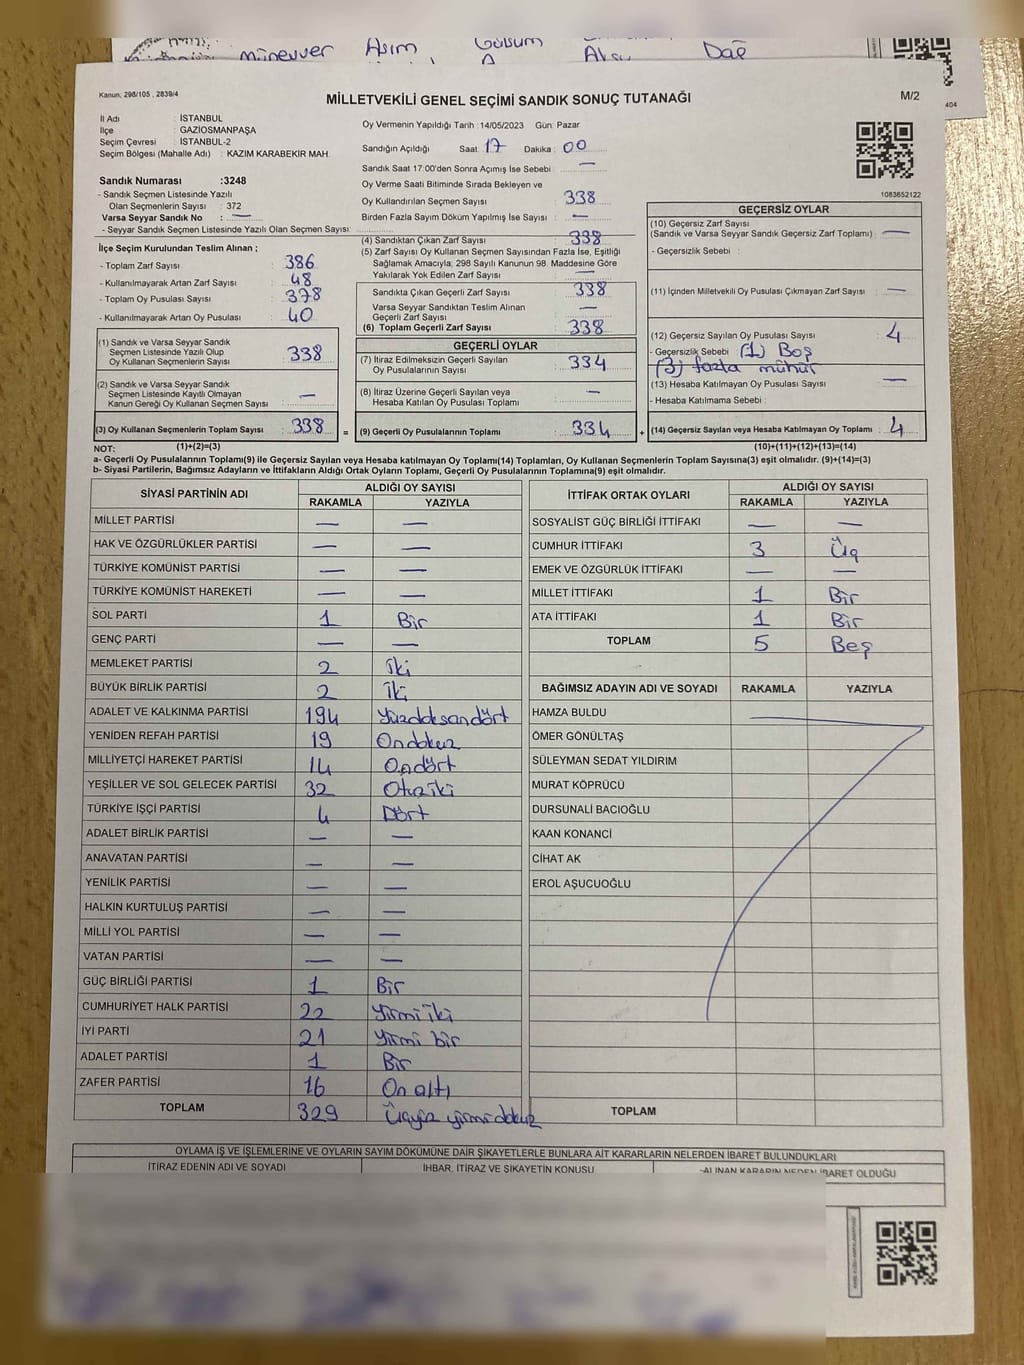 münevver Asım Gülsüm Dağ
Kanun; 298/105 , 2839/4
MİLLETVEKİLİ GENEL SEÇİMİ SANDIK SONUÇ TUTANAĞI
M/2
404
İl Adı : İSTANBUL
İlçe : GAZİOSMANPAŞA
Seçim Çevresi : İSTANBUL-2
Seçim Bölgesi (Mahalle Adı) : KAZIM KARABEKİR MAH.
Sandık Numarası :3248
- Sandık Seçmen Listesinde Yazılı
Olan Seçmenlerin Sayısı : 372
Varsa Seyyar Sandık No : —
- Seyyar Sandık Seçmen Listesinde Yazılı Olan Seçmen Sayısı:
Oy Vermenin Yapıldığı Tarih :14/05/2023 Gün: Pazar
Sandığın Açıldığı Saat: 17 Dakika : 00
Sandık Saat 17:00'den Sonra Açımış İse Sebebi : —
Oy Verme Saati Bitiminde Sırada Bekleyen ve
Oy Kullandırılan Seçmen Sayısı : 338
Birden Fazla Sayım Döküm Yapılmış İse Sayısı : —
1083652122
İlçe Seçim Kurulundan Teslim Alınan ;
- Toplam Zarf Sayısı : 386
- Kullanılmayarak Artan Zarf Sayısı : 48
- Toplam Oy Pusulası Sayısı : 378
- Kullanılmayarak Artan Oy Pusulası : 40
(1) Sandık ve Varsa Seyyar Sandık
Seçmen Listesinde Yazılı Olup
Oy Kullanan Seçmenlerin Sayısı : 338
(2) Sandık ve Varsa Seyyar Sandık
Seçmen Listesinde Kayıtlı Olmayan
Kanun Gereği Oy Kullanan Seçmen Sayısı : —
(3) Oy Kullanan Seçmenlerin Toplam Sayısı : 338 =
(4) Sandıktan Çıkan Zarf Sayısı : 338
(5) Zarf Sayısı Oy Kullanan Seçmen Sayısından Fazla İse, Eşitliği
Sağlamak Amacıyla; 298 Sayılı Kanunun 98. Maddesine Göre
Yakılarak Yok Edilen Zarf Sayısı : —
Sandıkta Çıkan Geçerli Zarf Sayısı : 338
Varsa Seyyar Sandıktan Teslim Alınan
Geçerli Zarf Sayısı : —
(6) Toplam Geçerli Zarf Sayısı : 338
GEÇERLİ OYLAR
(7) İtiraz Edilmeksizin Geçerli Sayılan
Oy Pusulalarının Sayısı : 334
(8) İtiraz Üzerine Geçerli Sayılan veya
Hesaba Katılan Oy Pusulası Toplamı : —
(9) Geçerli Oy Pusulalarının Toplamı : 334 +
GEÇERSİZ OYLAR
(10) Geçersiz Zarf Sayısı
(Sandık ve Varsa Seyyar Sandık Geçersiz Zarf Toplamı) : —
- Geçersizlik Sebebi :
(11) İçinden Milletvekili Oy Pusulası Çıkmayan Zarf Sayısı : —
(12) Geçersiz Sayılan Oy Pusulası Sayısı : 4
- Geçersizlik Sebebi : (1) Boş
(3) fazla mühür
(13) Hesaba Katılmayan Oy Pusulası Sayısı : —
- Hesaba Katılmama Sebebi :
(14) Geçersiz Sayılan veya Hesaba Katılmayan Oy Toplamı : 4
NOT: (1)+(2)=(3) (10)+(11)+(12)+(13)=(14)
a- Geçerli Oy Pusulalarının Toplamı(9) ile Geçersiz Sayılan veya Hesaba katılmayan Oy Toplamı(14) Toplamları, Oy Kullanan Seçmenlerin Toplam Sayısına(3) eşit olmalıdır. (9)+(14)=(3)
b- Siyasi Partilerin, Bağımsız Adayların ve İttifakların Aldığı Ortak Oyların Toplamı, Geçerli Oy Pusulalarının Toplamına(9) eşit olmalıdır.
SİYASİ PARTİNİN ADI ALDIĞI OY SAYISI
RAKAMLA YAZIYLA
MİLLET PARTİSİ — —
HAK VE ÖZGÜRLÜKLER PARTİSİ — —
TÜRKİYE KOMÜNİST PARTİSİ — —
TÜRKİYE KOMÜNİST HAREKETİ — —
SOL PARTİ 1 Bir
GENÇ PARTİ — —
MEMLEKET PARTİSİ 2 İki
BÜYÜK BİRLİK PARTİSİ 2 İki
ADALET VE KALKINMA PARTİSİ 194 Yüzdoksandört
YENİDEN REFAH PARTİSİ 19 Ondokuz
MİLLİYETÇİ HAREKET PARTİSİ 14 Ondört
YEŞİLLER VE SOL GELECEK PARTİSİ 32 Otuziki
TÜRKİYE İŞÇİ PARTİSİ 4 Dört
ADALET BİRLİK PARTİSİ — —
ANAVATAN PARTİSİ — —
YENİLİK PARTİSİ — —
HALKIN KURTULUŞ PARTİSİ — —
MİLLİ YOL PARTİSİ — —
VATAN PARTİSİ — —
GÜÇ BİRLİĞİ PARTİSİ 1 Bir
CUMHURİYET HALK PARTİSİ 22 Yirmi iki
İYİ PARTİ 21 Yirmi bir
ADALET PARTİSİ 1 Bir
ZAFER PARTİSİ 16 On altı
TOPLAM 329 Üçyüz yirmidokuz
İTTİFAK ORTAK OYLARI ALDIĞI OY SAYISI
RAKAMLA YAZIYLA
SOSYALİST GÜÇ BİRLİĞİ İTTİFAKI — —
CUMHUR İTTİFAKI 3 Üç
EMEK VE ÖZGÜRLÜK İTTİFAKI — —
MİLLET İTTİFAKI 1 Bir
ATA İTTİFAKI 1 Bir
TOPLAM 5 Beş
BAĞIMSIZ ADAYIN ADI VE SOYADI RAKAMLA YAZIYLA
HAMZA BULDU
ÖMER GÖNÜLTAŞ
SÜLEYMAN SEDAT YILDIRIM
MURAT KÖPRÜCÜ
DURSUNALİ BACIOĞLU
KAAN KONANCİ
CİHAT AK
EROL AŞUCUOĞLU
TOPLAM
OYLAMA İŞ VE İŞLEMLERİNE VE OYLARIN SAYIM DÖKÜMÜNE DAİR ŞİKAYETLERLE BUNLARA AİT KARARLARIN NELERDEN İBARET BULUNDUKLARI
İTİRAZ EDENİN ADI VE SOYADI İHBAR, İTİRAZ VE ŞİKAYETİN KONUSU ALINAN KARARIN NEDEN İBARET OLDUĞU